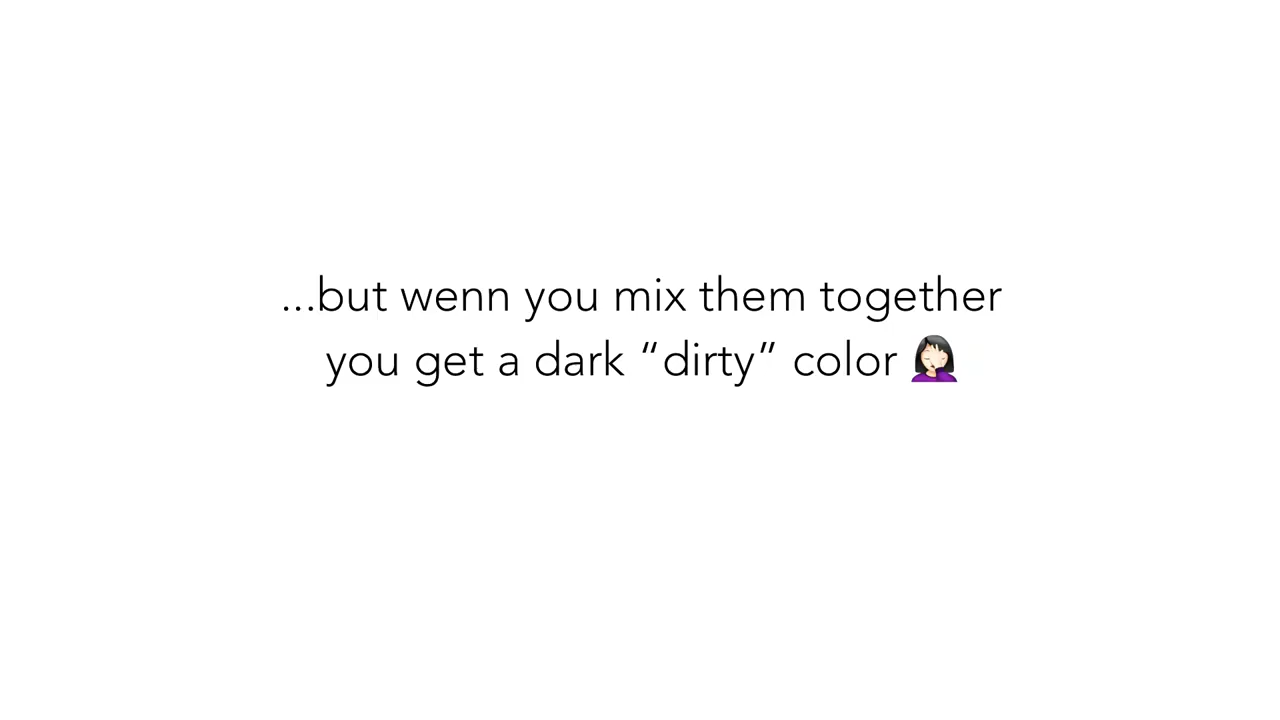 ...but wenn you mix them together
you get a dark “dirty” color 🤦🏻‍♀️